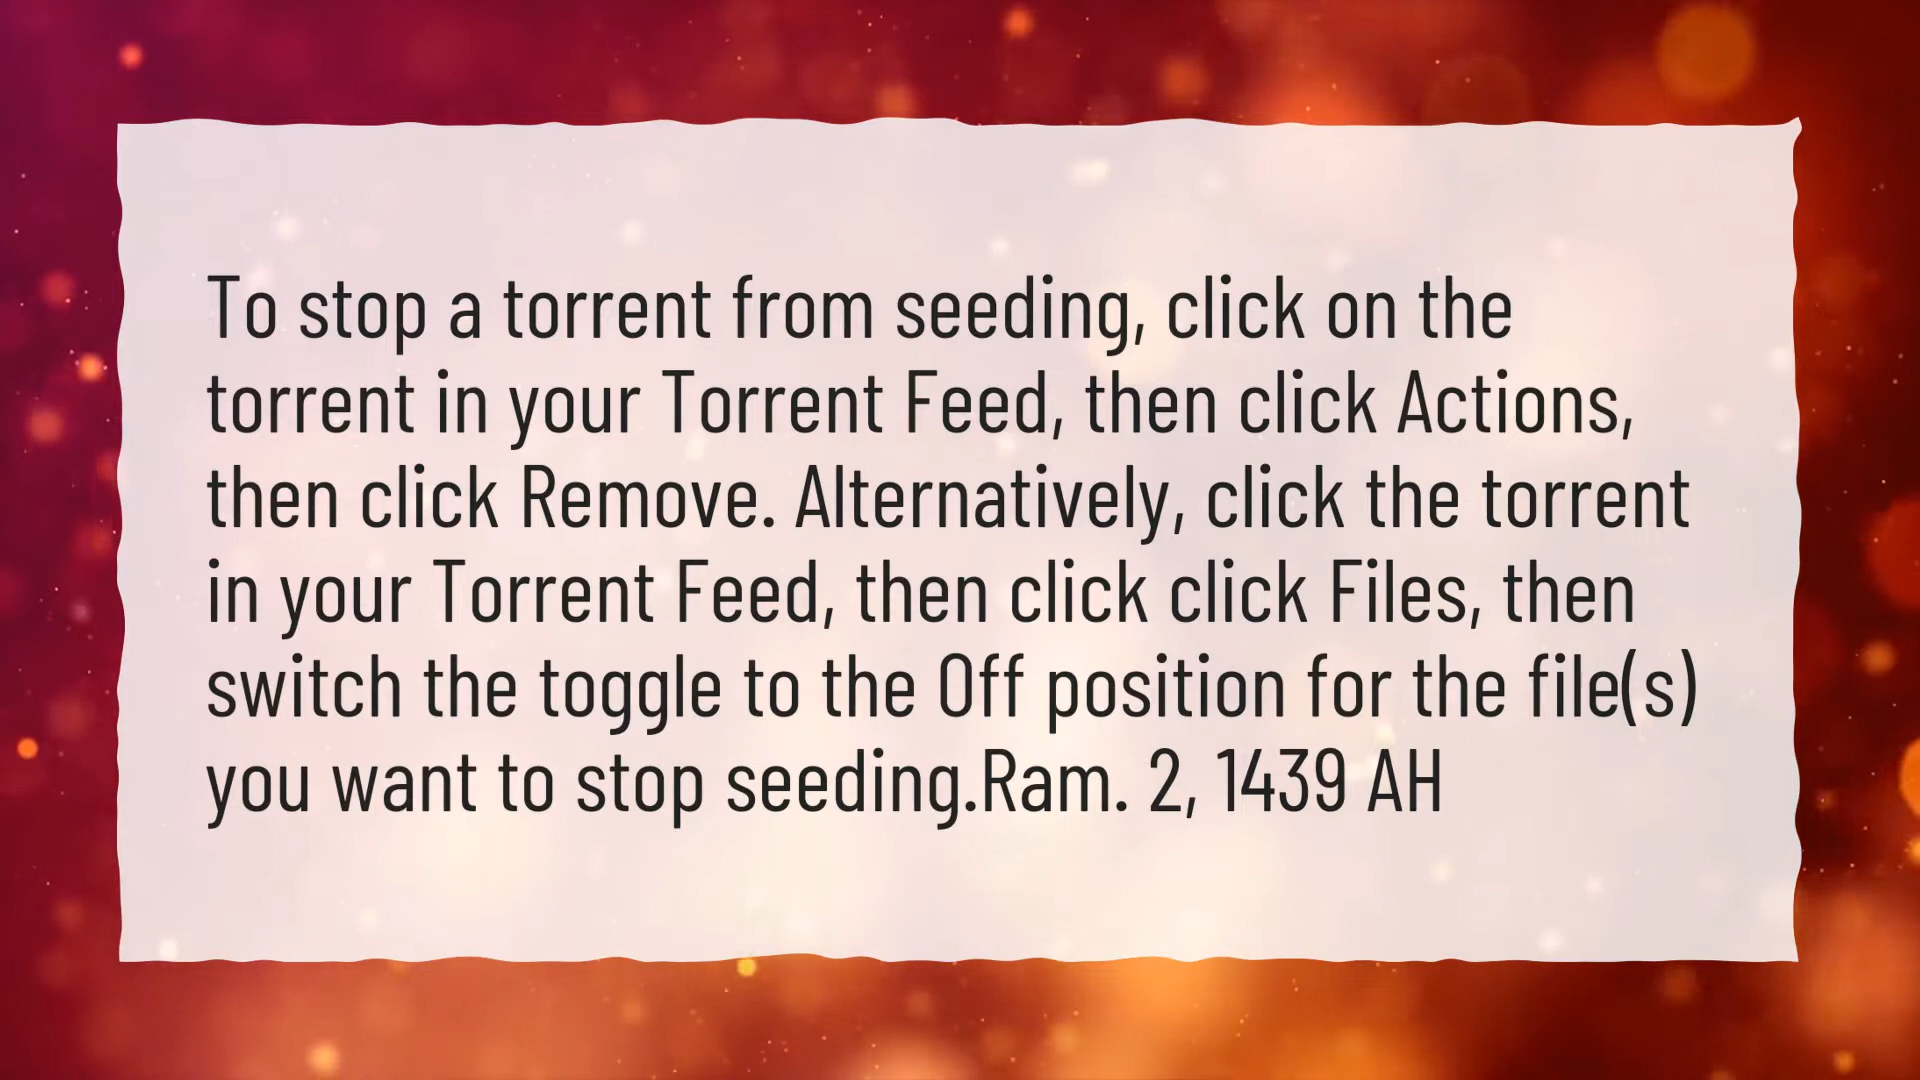 To stop a torrent from seeding, click on the
torrent in your Torrent Feed, then click Actions,
then click Remove. Alternatively, click the torrent
in your Torrent Feed, then click click Files, then
switch the toggle to the Off position for the file(s)
you want to stop seeding.Ram. 2, 1439 AH